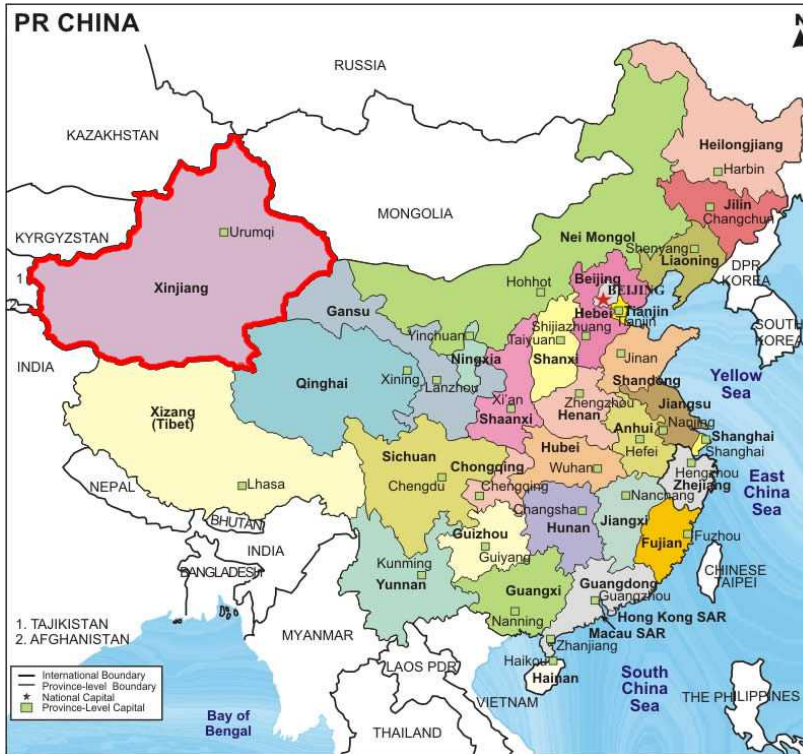 PR CHINA
N
RUSSIA
KAZAKHSTAN
MONGOLIA
KYRGYZSTAN
1
2
INDIA
NEPAL
BHUTAN
INDIA
BANGLADESH
MYANMAR
LAOS PDR
THAILAND
VIETNAM
DPR
KOREA
SOUTH
KOREA
CHINESE
TAIPEI
THE PHILIPPINES
Heilongjiang
Harbin
Jilin
Changchun
Shenyang
Liaoning
Nei Mongol
Hohhot
Beijing
BEIJING
Tianjin
Tianjin
Hebei
Shijiazhuang
Taiyuan
Shanxi
Jinan
Shandong
Xinjiang
Urumqi
Gansu
Yinchuan
Ningxia
Lanzhou
Qinghai
Xining
Xi'an
Shaanxi
Zhengzhou
Henan
Jiangsu
Nanjing
Anhui
Hefei
Shanghai
Shanghai
Hengzhou
Zhejiang
Xizang
(Tibet)
Lhasa
Sichuan
Chengdu
Chongqing
Chengqing
Hubei
Wuhan
Changsha
Hunan
Nanchang
Jiangxi
Fujian
Fuzhou
Guizhou
Guiyang
Kunming
Yunnan
Guangxi
Nanning
Guangdong
Guangzhou
Hong Kong SAR
Macau SAR
Zhanjiang
Haikou
Hainan
Yellow
Sea
East
China
Sea
South
China
Sea
Bay of
Bengal
1. TAJIKISTAN
2. AFGHANISTAN
International Boundary
Province-level Boundary
National Capital
Province-Level Capital